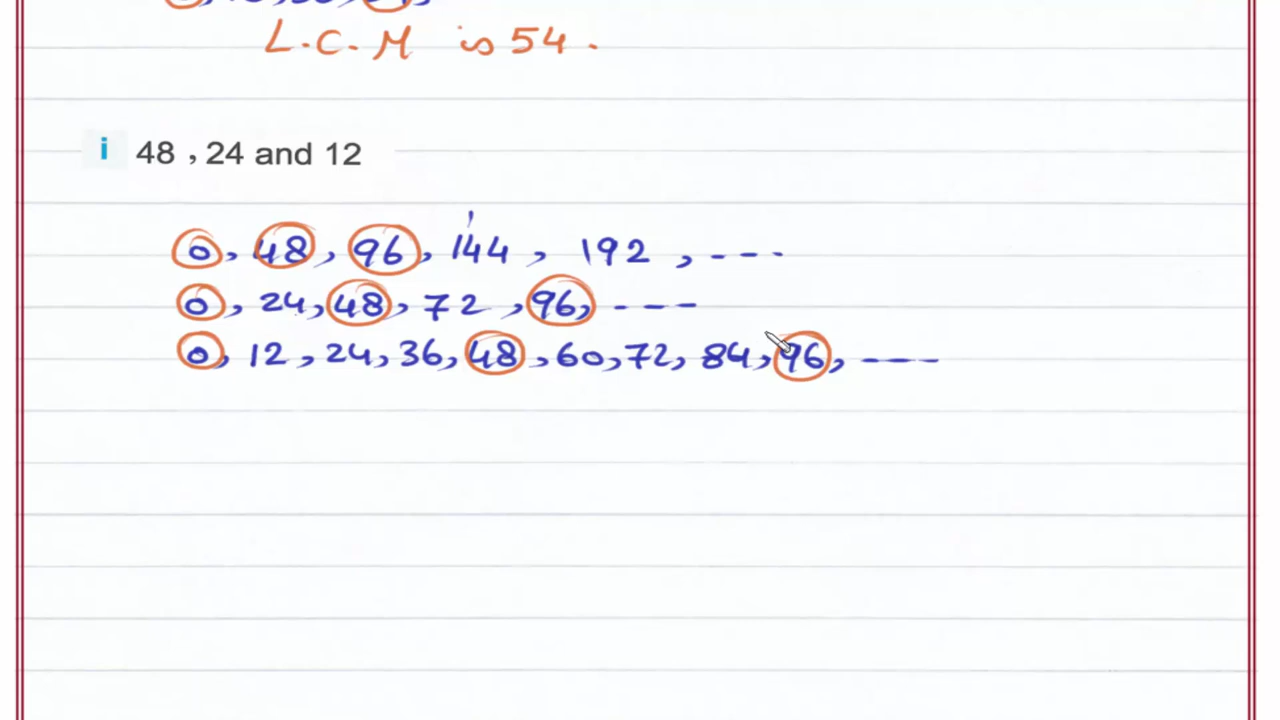 L.C.M is 54.
i 48 , 24 and 12
0, 48, 96, 144, 192, ---
0, 24, 48, 72, 96, ---
0, 12, 24, 36, 48, 60, 72, 84, 96, ---